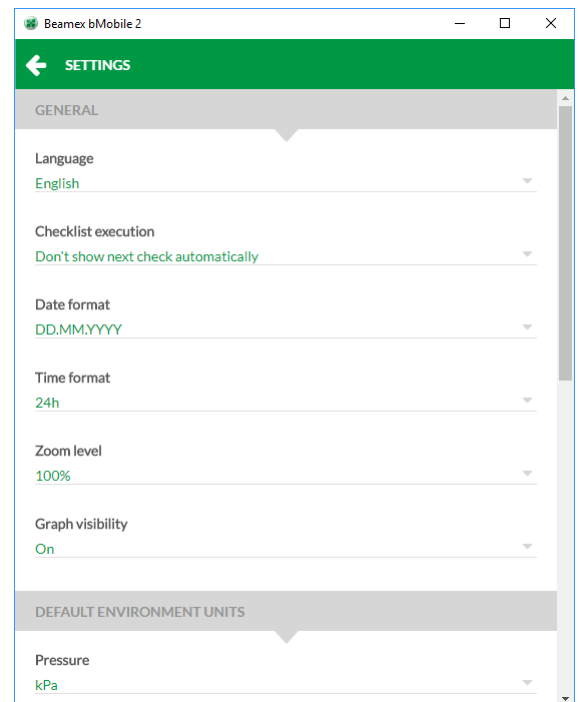 Beamex bMobile 2
SETTINGS
GENERAL
Language
English
Checklist execution
Don't show next check automatically
Date format
DD.MM.YYYY
Time format
24h
Zoom level
100%
Graph visibility
On
DEFAULT ENVIRONMENT UNITS
Pressure
kPa